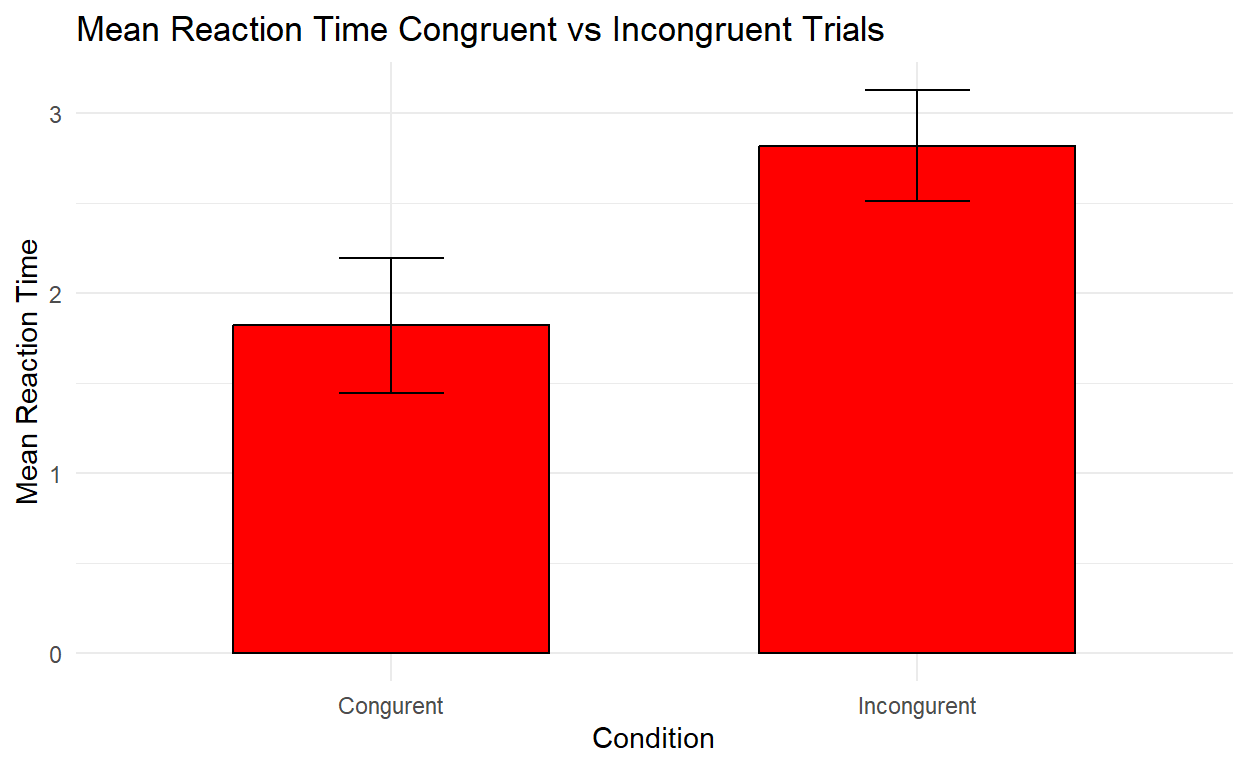 Mean Reaction Time Congruent vs Incongruent Trials
Mean Reaction Time
3
2
1
0
Congurent
Incongurent
Condition